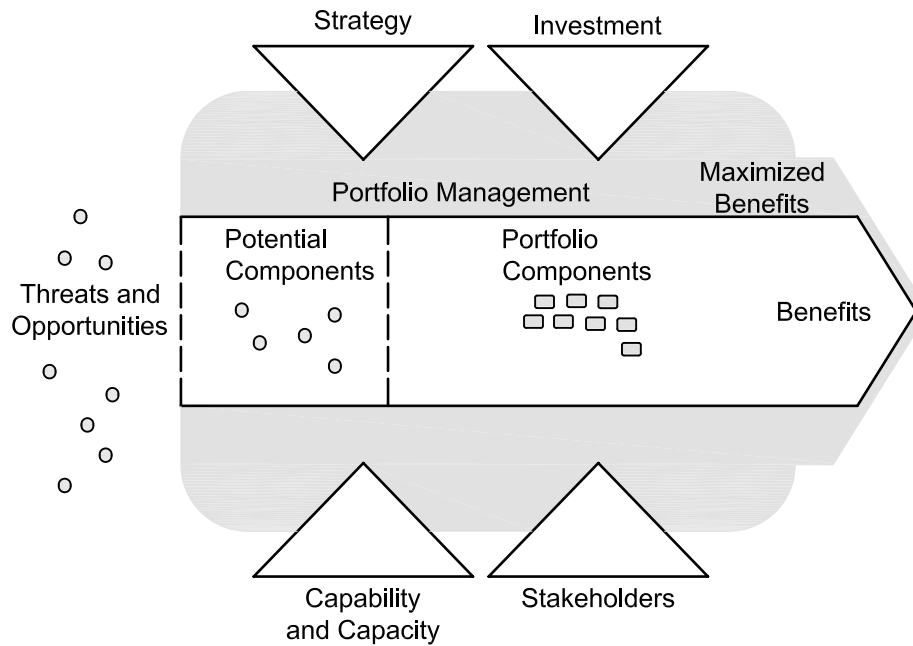 Strategy
Investment
Portfolio Management
Maximized
Benefits
Potential
Components
Portfolio
Components
Threats and
Opportunities
Benefits
Capability
and Capacity
Stakeholders